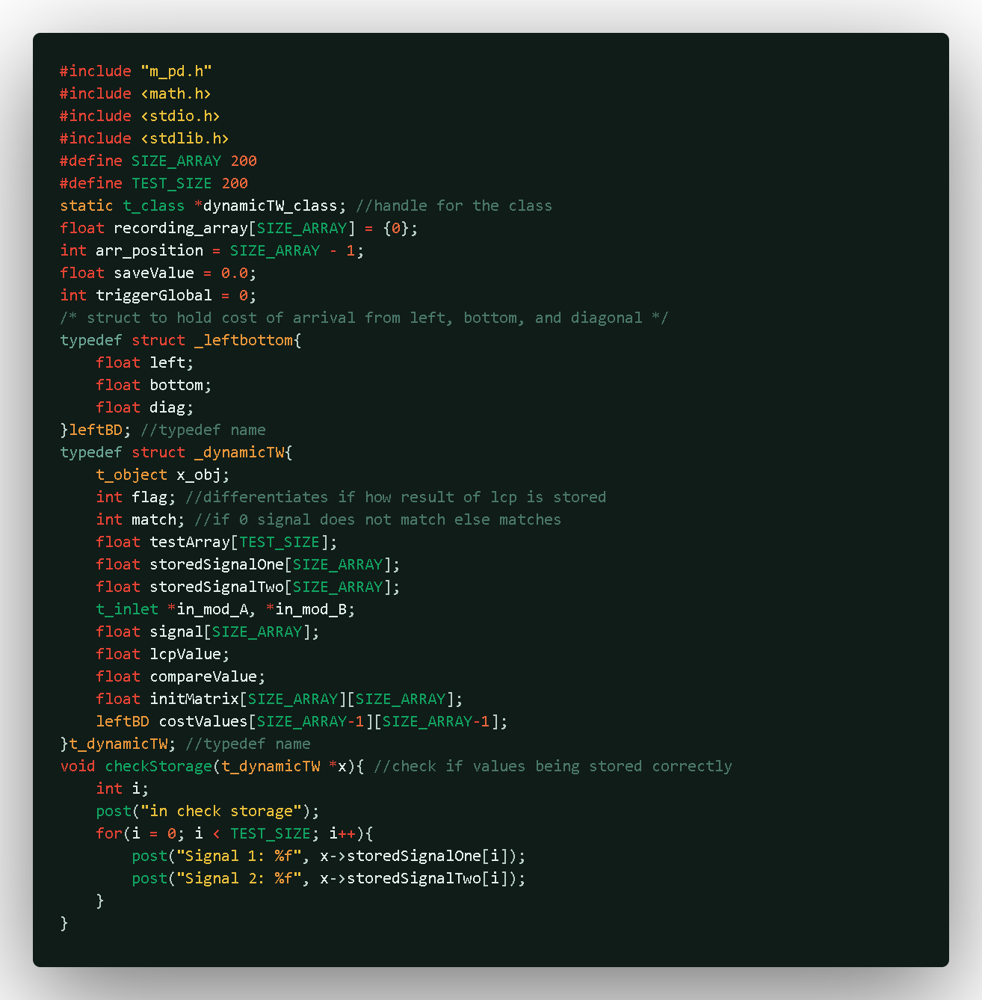 #include "m_pd.h"
#include <math.h>
#include <stdio.h>
#include <stdlib.h>
#define SIZE_ARRAY 200
#define TEST_SIZE 200
static t_class *dynamicTW_class; //handle for the class
float recording_array[SIZE_ARRAY] = {0};
int arr_position = SIZE_ARRAY - 1;
float saveValue = 0.0;
int triggerGlobal = 0;
/* struct to hold cost of arrival from left, bottom, and diagonal */
typedef struct _leftbottom{
    float left;
    float bottom;
    float diag;
}leftBD; //typedef name
typedef struct _dynamicTW{
    t_object x_obj;
    int flag; //differentiates if how result of lcp is stored
    int match; //if 0 signal does not match else matches
    float testArray[TEST_SIZE];
    float storedSignalOne[SIZE_ARRAY];
    float storedSignalTwo[SIZE_ARRAY];
    t_inlet *in_mod_A, *in_mod_B;
    float signal[SIZE_ARRAY];
    float lcpValue;
    float compareValue;
    float initMatrix[SIZE_ARRAY][SIZE_ARRAY];
    leftBD costValues[SIZE_ARRAY-1][SIZE_ARRAY-1];
}t_dynamicTW; //typedef name
void checkStorage(t_dynamicTW *x){ //check if values being stored correctly
    int i;
    post("in check storage");
    for(i = 0; i < TEST_SIZE; i++){
        post("Signal 1: %f", x->storedSignalOne[i]);
        post("Signal 2: %f", x->storedSignalTwo[i]);
    }
}